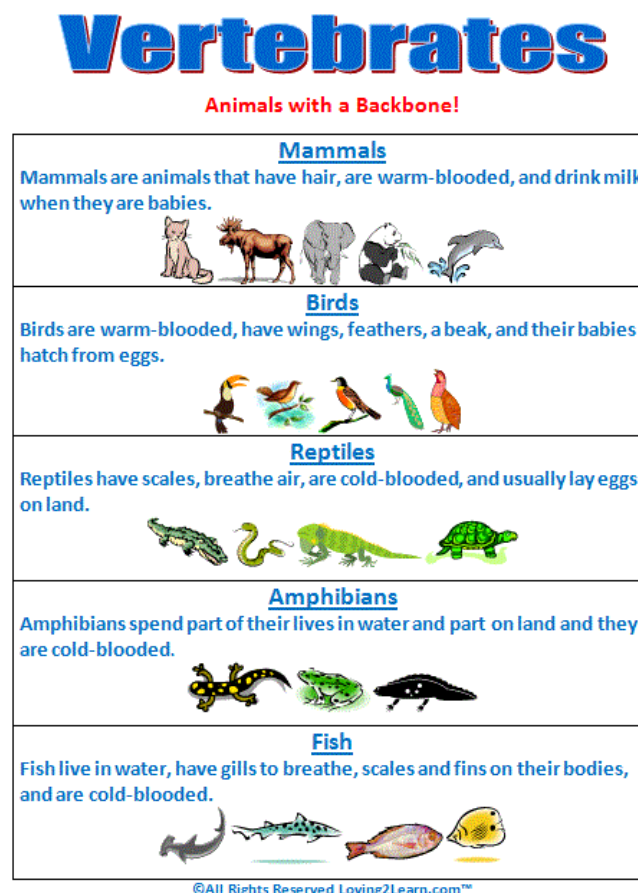 Vertebrates
Animals with a Backbone!
Mammals
Mammals are animals that have hair, are warm-blooded, and drink milk
when they are babies.
Birds
Birds are warm-blooded, have wings, feathers, a beak, and their babies
hatch from eggs.
Reptiles
Reptiles have scales, breathe air, are cold-blooded, and usually lay eggs
on land.
Amphibians
Amphibians spend part of their lives in water and part on land and they
are cold-blooded.
Fish
Fish live in water, have gills to breathe, scales and fins on their bodies,
and are cold-blooded.
©All Rights Reserved Loving2Learn.com™